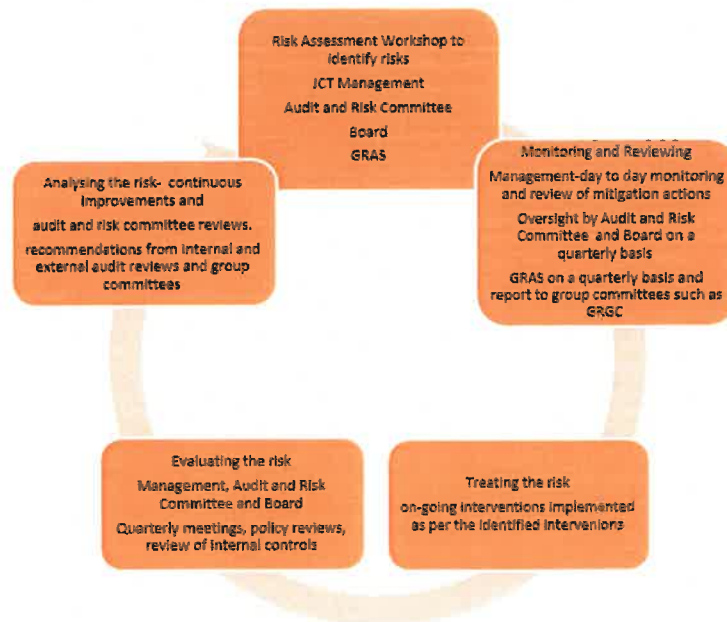 Risk Assessment Workshop to
identify risks
JCT Management
Audit and Risk Committee
Board
GRAS
Monitoring and Reviewing
Management-day to day monitoring
and review of mitigation actions
Oversight by Audit and Risk
Committee and Board on a
quarterly basis
GRAS on a quarterly basis and
report to group committees such as
GRGC
Treating the risk
on-going interventions implemented
as per the identified intervenions
Evaluating the risk
Management, Audit and Risk
Committee and Board
Quarterly meetings, policy reviews,
review of internal controls
Analysing the risk- continuous
improvements and
audit and risk committee reviews.
recommendations from internal and
external audit reviews and group
committees